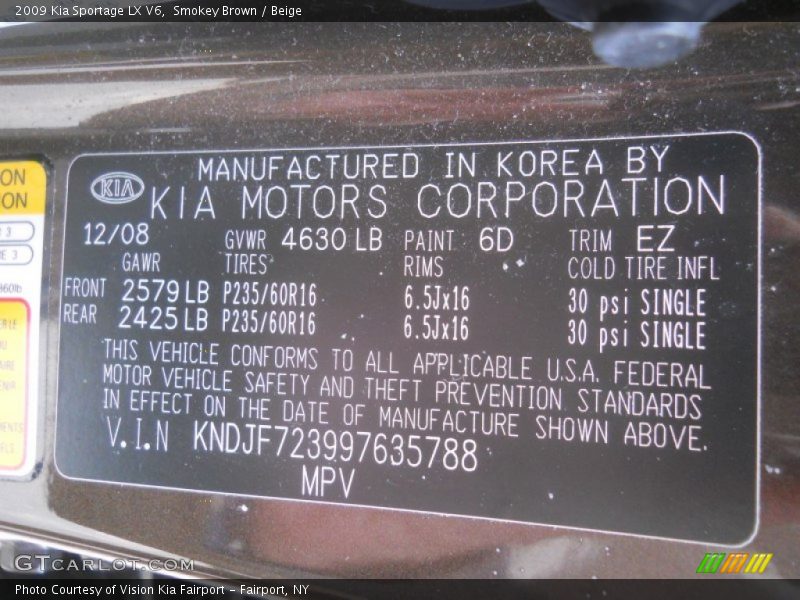 2009 Kia Sportage LX V6, Smokey Brown / Beige
ON
ION
MANUFACTURED IN KOREA BY
KIA KIA MOTORS CORPORATION
12/08 GVWR 4630 LB PAINT 6D TRIM EZ
GAWR TIRES RIMS COLD TIRE INFL
FRONT 2579 LB P235/60R16 6.5Jx16 30 psi SINGLE
REAR 2425 LB P235/60R16 6.5Jx16 30 psi SINGLE
THIS VEHICLE CONFORMS TO ALL APPLICABLE U.S.A. FEDERAL
MOTOR VEHICLE SAFETY AND THEFT PREVENTION STANDARDS
IN EFFECT ON THE DATE OF MANUFACTURE SHOWN ABOVE.
V.I.N KNDJF723997635788
MPV
GTCARLOT.COM
Photo Courtesy of Vision Kia Fairport - Fairport, NY